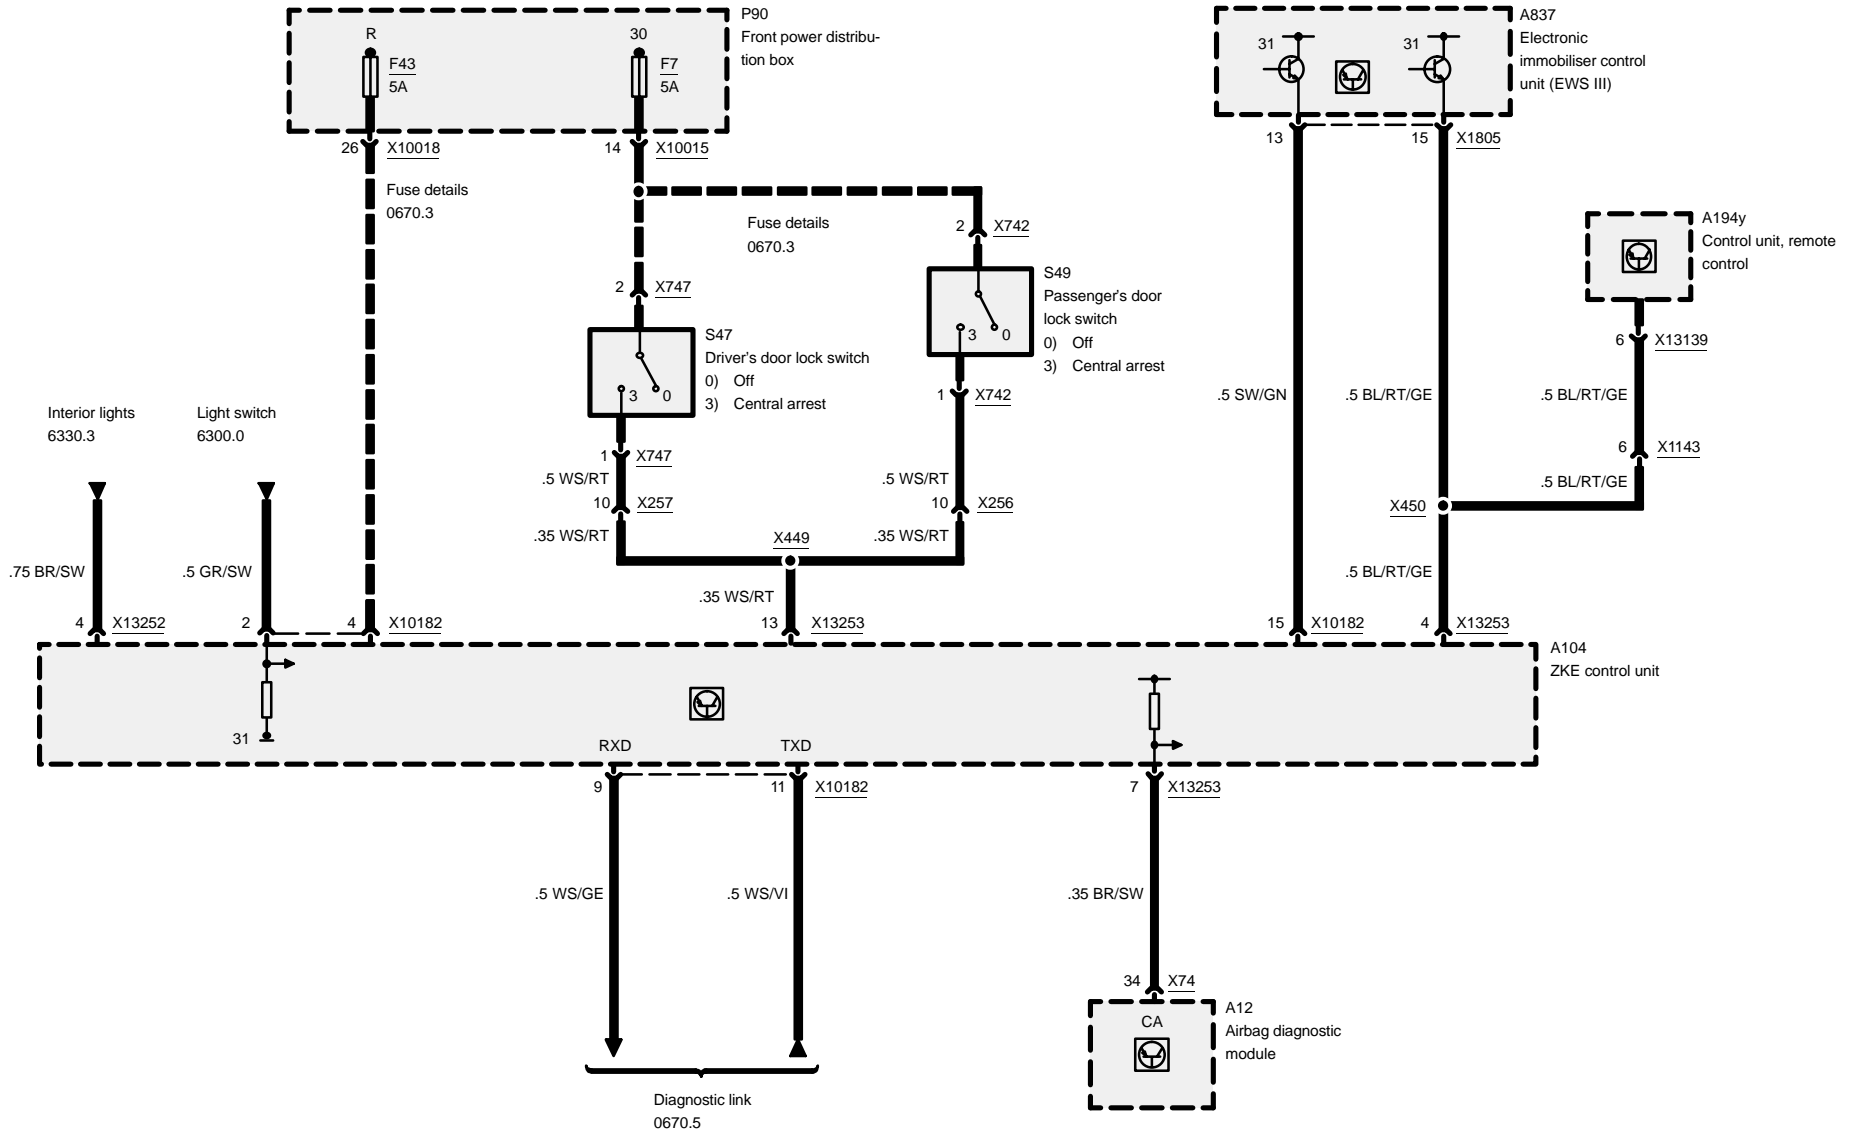 P90
Front power distribu-
tion box
R
F43
5A
30
F7
5A
26 X10018
14 X10015
Fuse details
0670.3
Fuse details
0670.3
2 X742
2 X747
S49
Passenger's door
lock switch
0) Off
3) Central arrest
3 0
S47
Driver's door lock switch
0) Off
3) Central arrest
3 0
1 X742
1 X747
.5 WS/RT
.5 WS/RT
10 X257
10 X256
.35 WS/RT
.35 WS/RT
X449
.35 WS/RT
A837
Electronic
immobiliser control
unit (EWS III)
31
31
13
15 X1805
A194y
Control unit, remote
control
6 X13139
.5 SW/GN
.5 BL/RT/GE
.5 BL/RT/GE
6 X1143
.5 BL/RT/GE
X450
.5 BL/RT/GE
Interior lights
6330.3
Light switch
6300.0
.75 BR/SW
.5 GR/SW
4 X13252
2
4 X10182
13 X13253
15 X10182
4 X13253
A104
ZKE control unit
31
RXD
TXD
9
11 X10182
7 X13253
.5 WS/GE
.5 WS/VI
.35 BR/SW
34 X74
A12
Airbag diagnostic
module
CA
Diagnostic link
0670.5